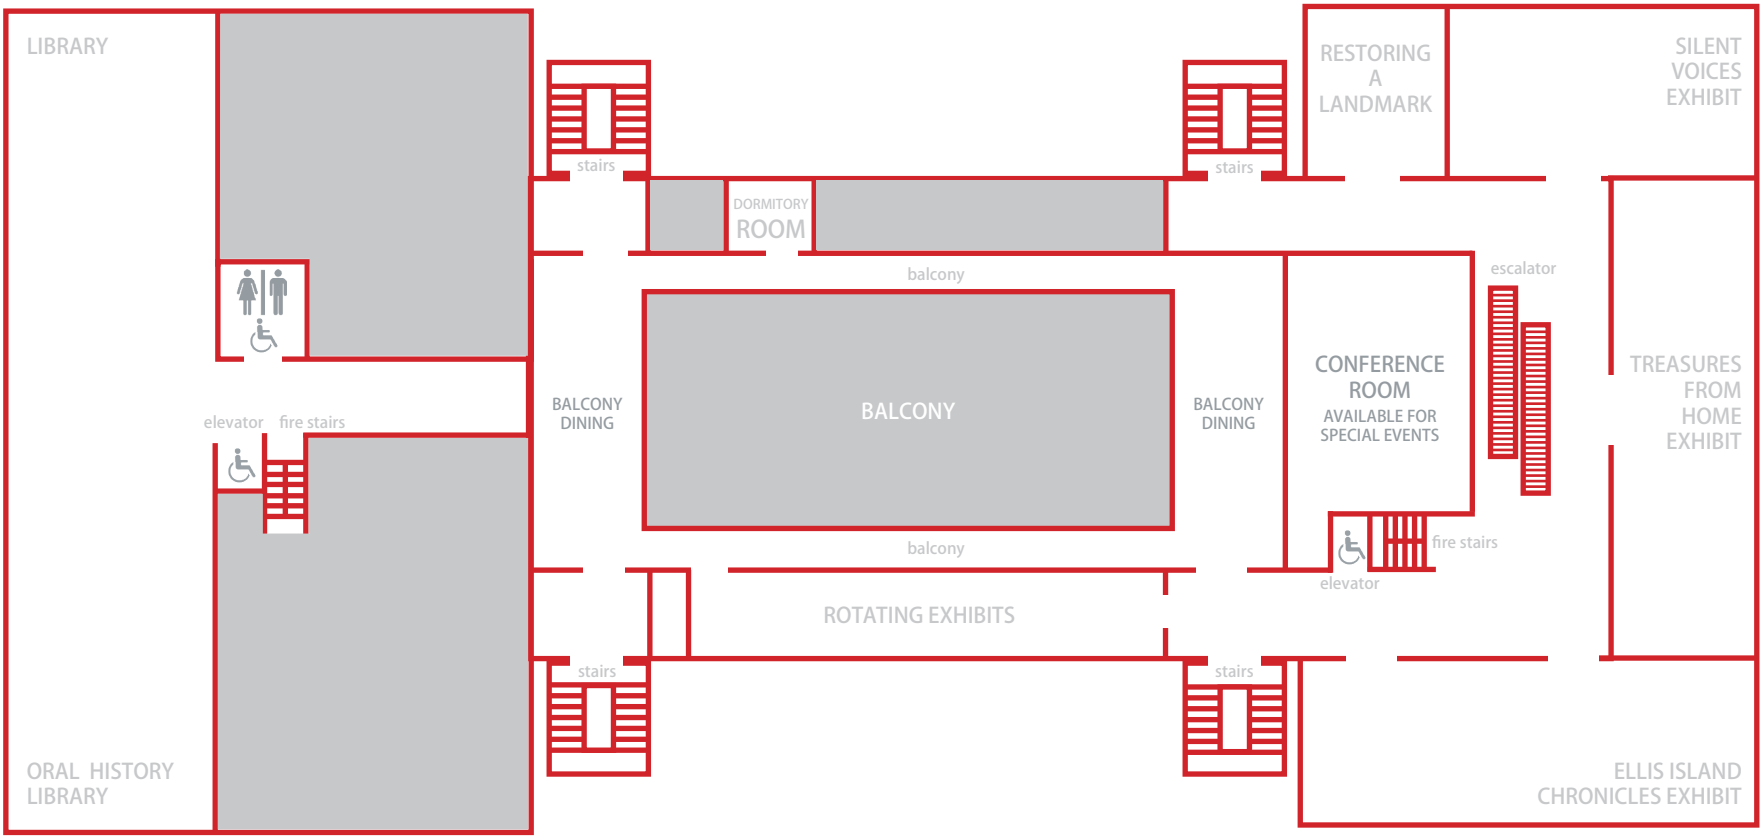 LIBRARY
RESTORING
A
LANDMARK
SILENT
VOICES
EXHIBIT
stairs
stairs
DORMITORY
ROOM
balcony
escalator
CONFERENCE
ROOM
AVAILABLE FOR
SPECIAL EVENTS
TREASURES
FROM
HOME
EXHIBIT
BALCONY
DINING
BALCONY
BALCONY
DINING
elevator
fire stairs
balcony
fire stairs
elevator
ROTATING EXHIBITS
stairs
stairs
ORAL HISTORY
LIBRARY
ELLIS ISLAND
CHRONICLES EXHIBIT